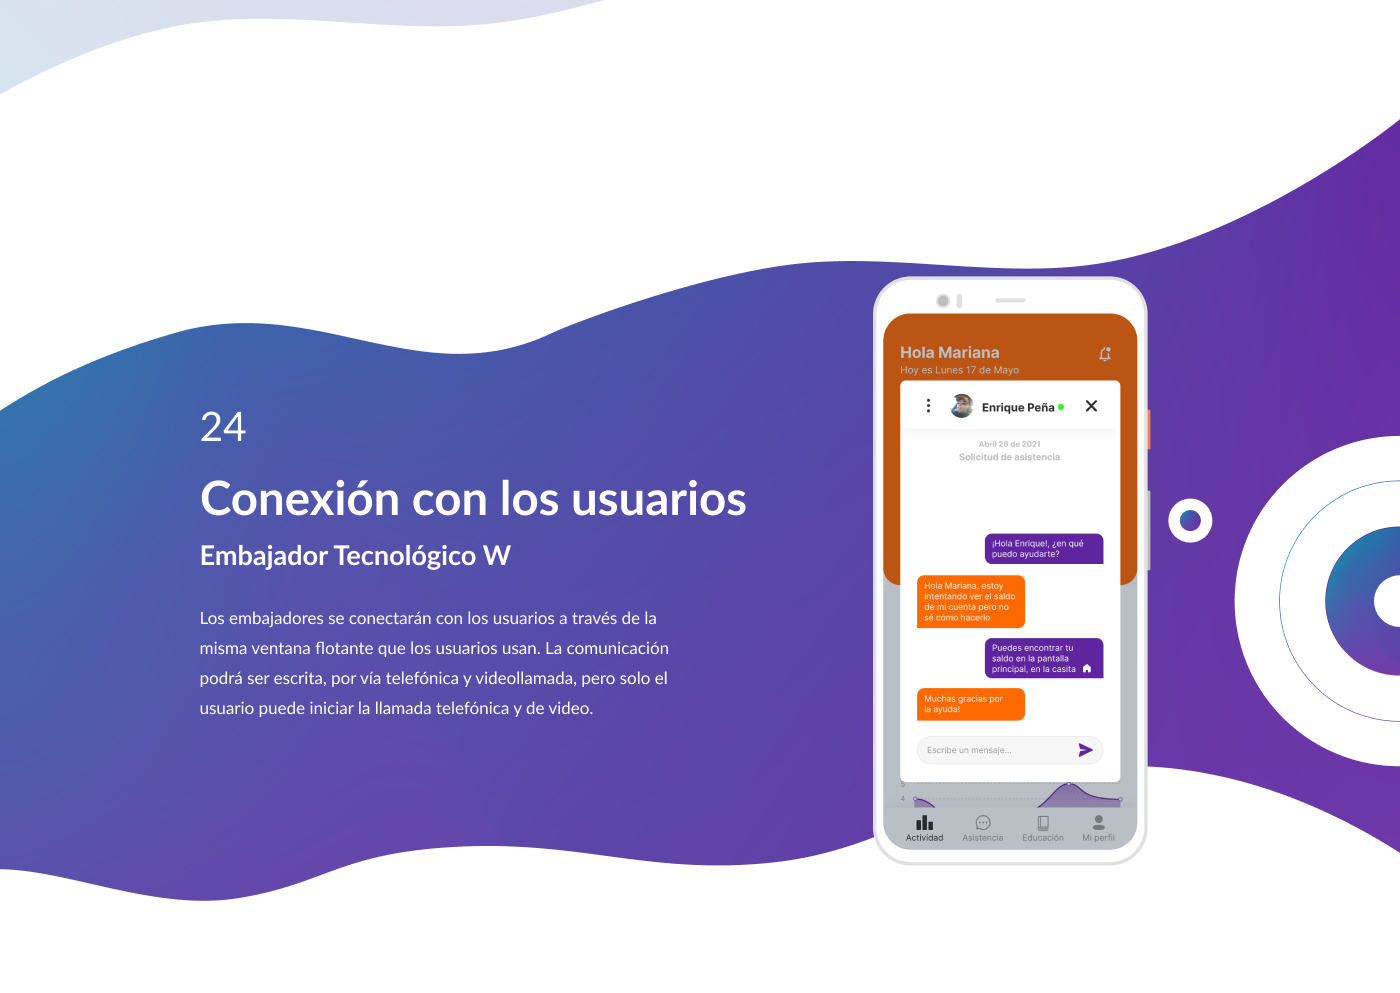 24
Conexión con los usuarios
Embajador Tecnológico W
Los embajadores se conectarán con los usuarios a través de la
misma ventana flotante que los usuarios usan. La comunicación
podrá ser escrita, por vía telefónica y videollamada, pero solo el
usuario puede iniciar la llamada telefónica y de video.
Hola Mariana
Hoy es Lunes 17 de Mayo
Enrique Peña
Abril 26 de 2021
Solicitud de asistencia
¡Hola Enrique!, ¿en qué
puedo ayudarte?
Hola Mariana, estoy
intentando ver el saldo
de mi cuenta pero no
sé cómo hacerlo
Puedes encontrar tu
saldo en la pantalla
principal, en la casita
Muchas gracias por
la ayuda!
Escribe un mensaje...
5
4
Actividad
Asistencia
Educación
Mi perfil